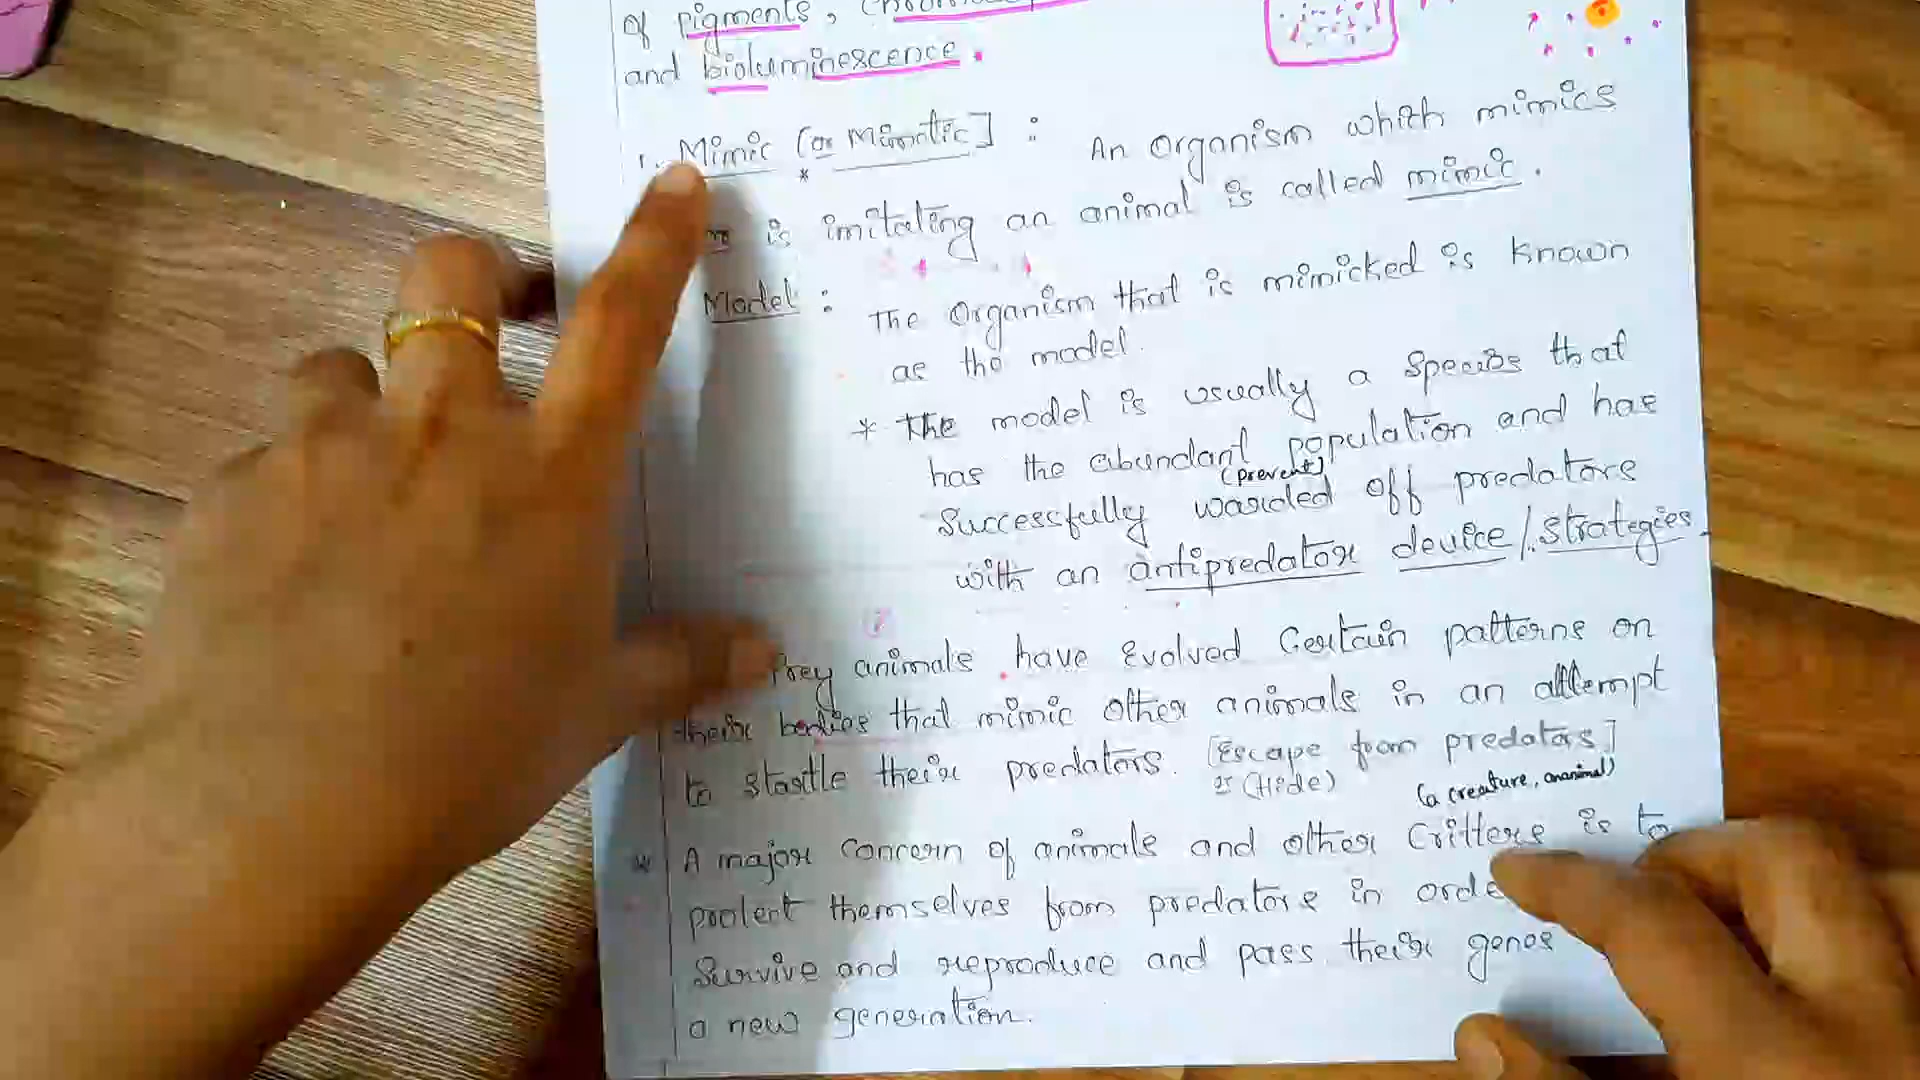 of pigments,
and bioluminescence.
1. Mimic [or Mimatic] : An organism which mimics
is imitating an animal is called mimic.
Model : The organism that is mimicked is known
as the model.
* The model is usually a species that
has the abundant population and has
(prevent)
successfully warded off predators
with an antipredator device/strategies.
Prey animals have evolved certain patterns on
their bodies that mimic other animals in an attempt
to startle their predators. [Escape from predators]
or (Hide)
(a creature, an animal)
* A major concern of animals and other critters is to
protect themselves from predators in
survive and reproduce and pass their genes
a new generation.